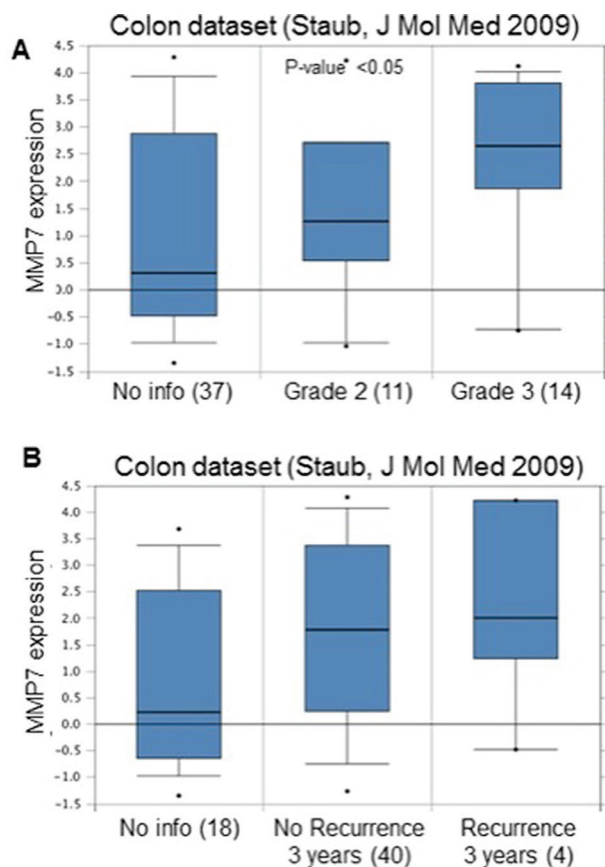 Colon dataset (Staub, J Mol Med 2009)
A
P-value <0.05
4.5
4.0
3.5
3.0
2.5
2.0
1.5
1.0
0.5
0.0
-0.5
-1.0
-1.5
MMP7 expression
No info (37) Grade 2 (11) Grade 3 (14)
B
Colon dataset (Staub, J Mol Med 2009)
4.5
4.0
3.5
3.0
2.5
2.0
1.5
1.0
0.5
0.0
-0.5
-1.0
-1.5
MMP7 expression
No info (18) No Recurrence Recurrence
3 years (40) 3 years (4)